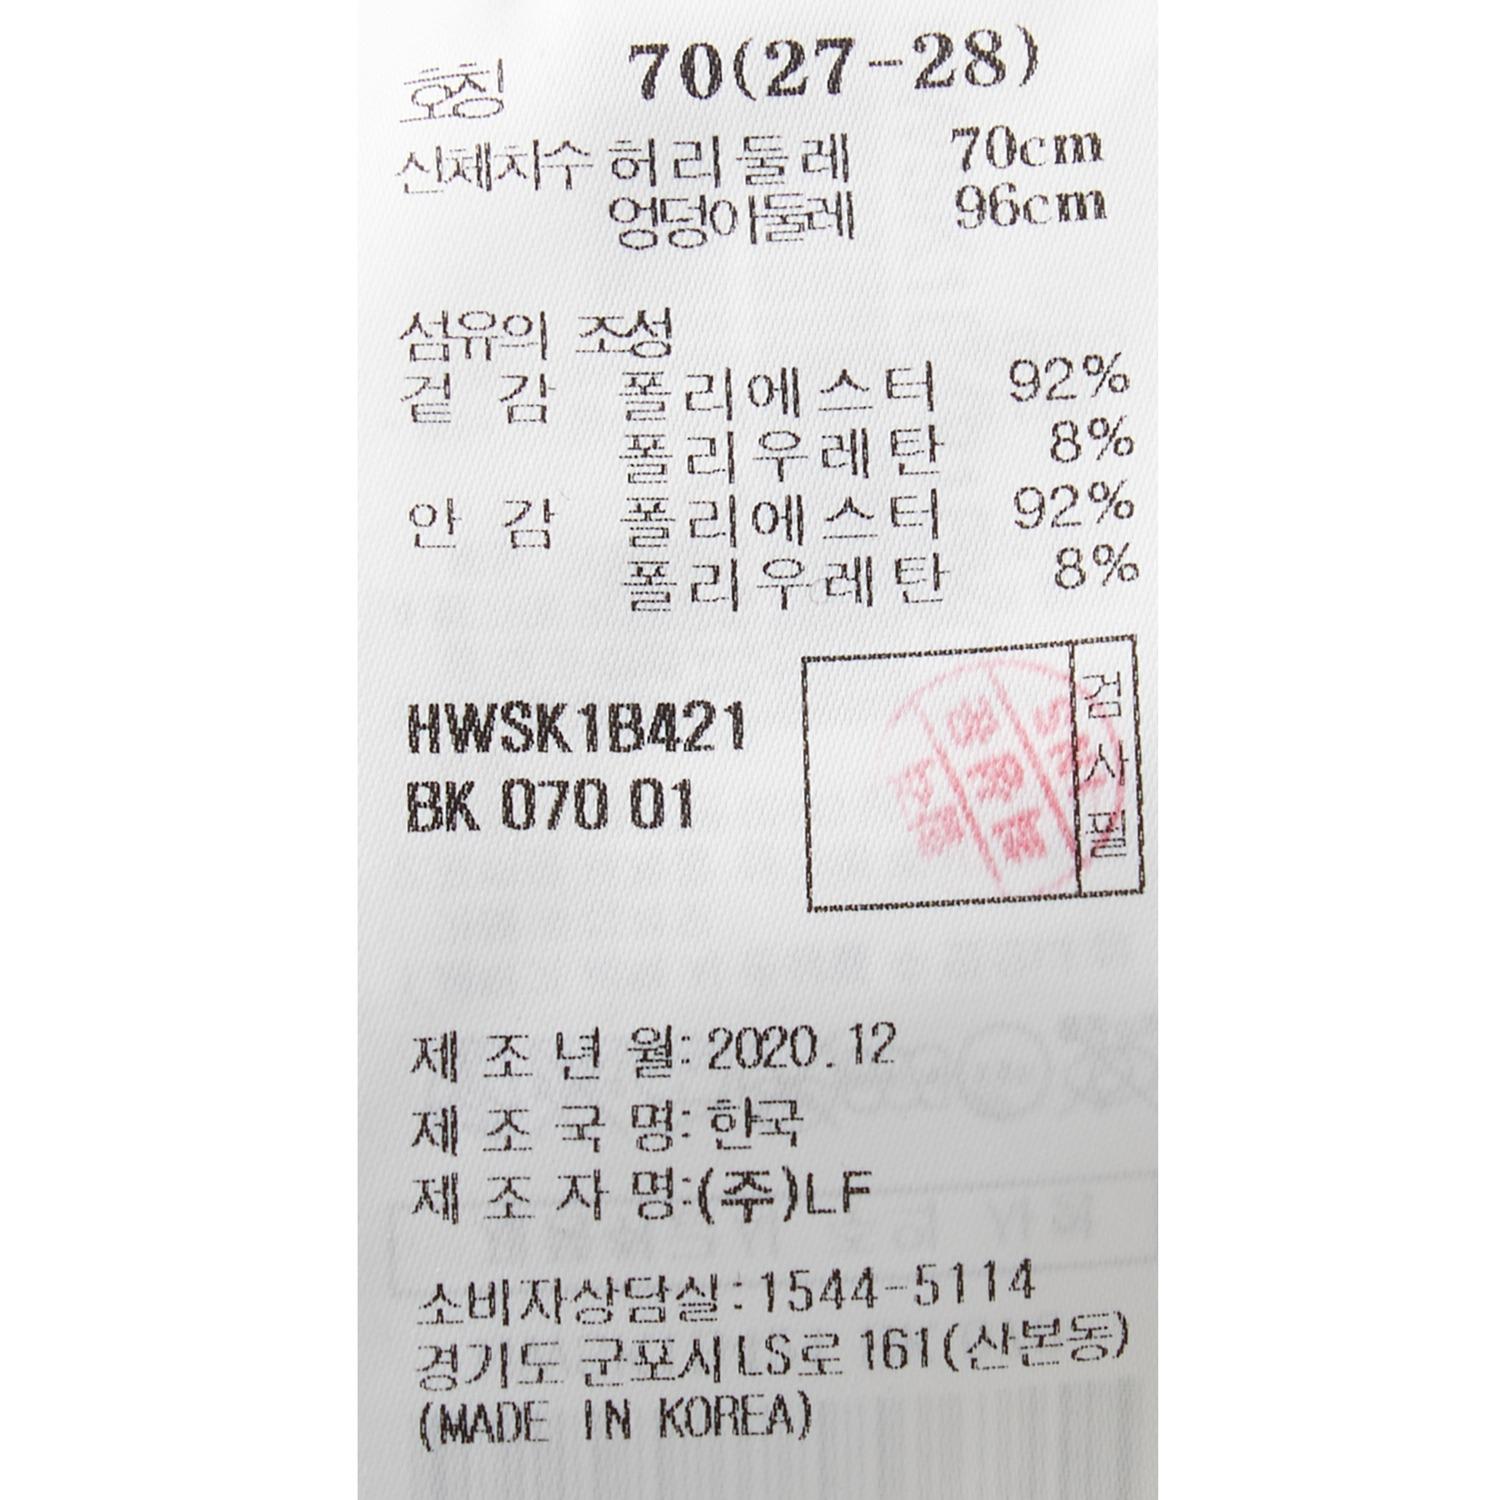 호칭 70(27-28)
신체치수 허리둘레 70cm
엉덩이둘레 96cm
섬유의 조성
겉 감 폴리에스터 92%
폴리우레탄 8%
안 감 폴리에스터 92%
폴리우레탄 8%
HWSK1B421
BK 070 01
검사필
제조년월: 2020.12
제조국명: 한국
제조자명:(주)LF
소비자상담실:1544-5114
경기도 군포시 LS로 161(산본동)
(MADE IN KOREA)